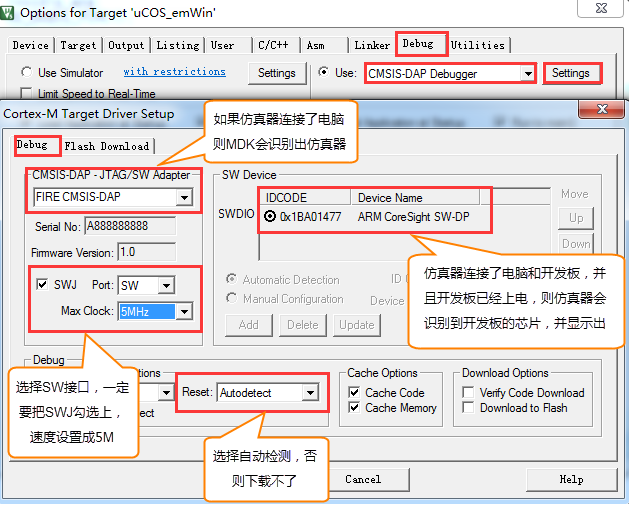 Options for Target 'uCOS_emWin'
Device Target Output Listing User C/C++ Asm Linker Debug Utilities
Use Simulator with restrictions Settings Use: CMSIS-DAP Debugger Settings
Limit Speed to Real-Time
Cortex-M Target Driver Setup
如果仿真器连接了电脑
则MDK会识别出仿真器
Debug Flash Download
CMSIS-DAP - JTAG/SW Adapter
FIRE CMSIS-DAP
Serial No: A888888888
Firmware Version: 1.0
SWJ Port: SW
Max Clock: 5MHz
SW Device
IDCODE Device Name Move
SWDIO 0x1BA01477 ARM CoreSight SW-DP Up
Down
仿真器连接了电脑和开发板，并
且开发板已经上电，则仿真器会
识别到开发板的芯片，并显示出
Automatic Detection ID
Manual Configuration Device
Add Delete Update
Debug
选择SW接口，一定
要把SWJ勾选上，
速度设置成5M
Reset: Autodetect
选择自动检测，否
则下载不了
Cache Options
Cache Code
Cache Memory
Download Options
Verify Code Download
Download to Flash
Cancel Help